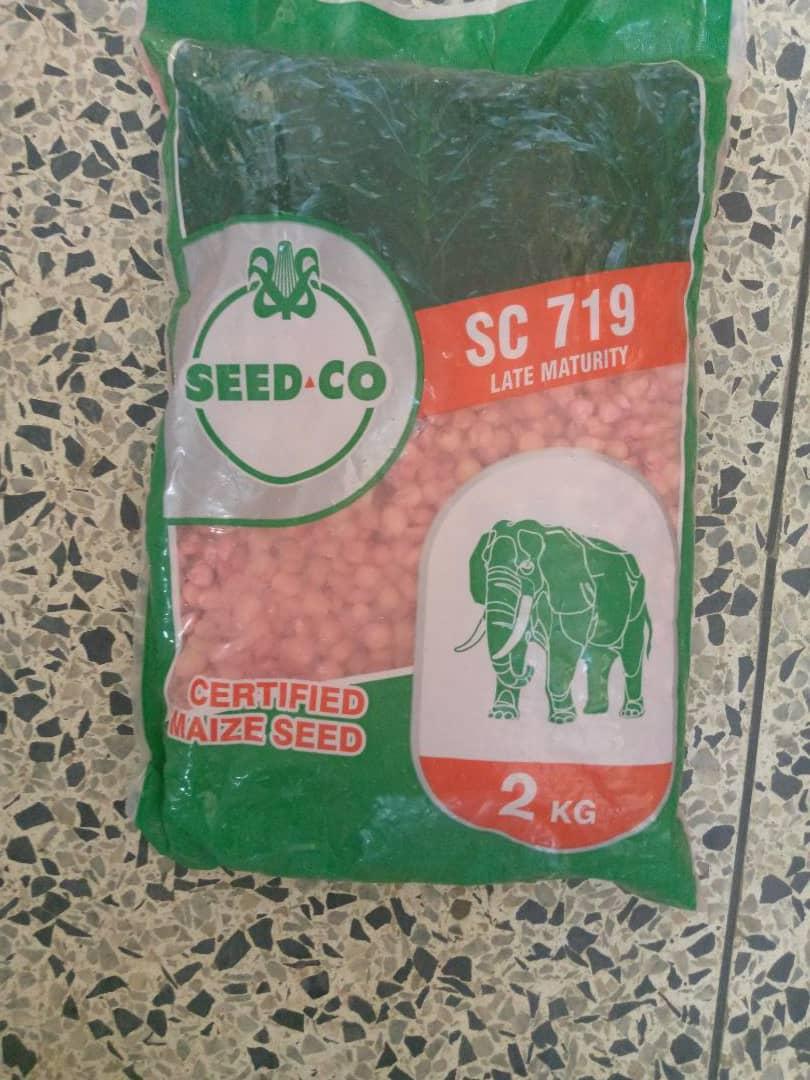 SEED CO
SC 719
LATE MATURITY
CERTIFIED
MAIZE SEED
2 KG